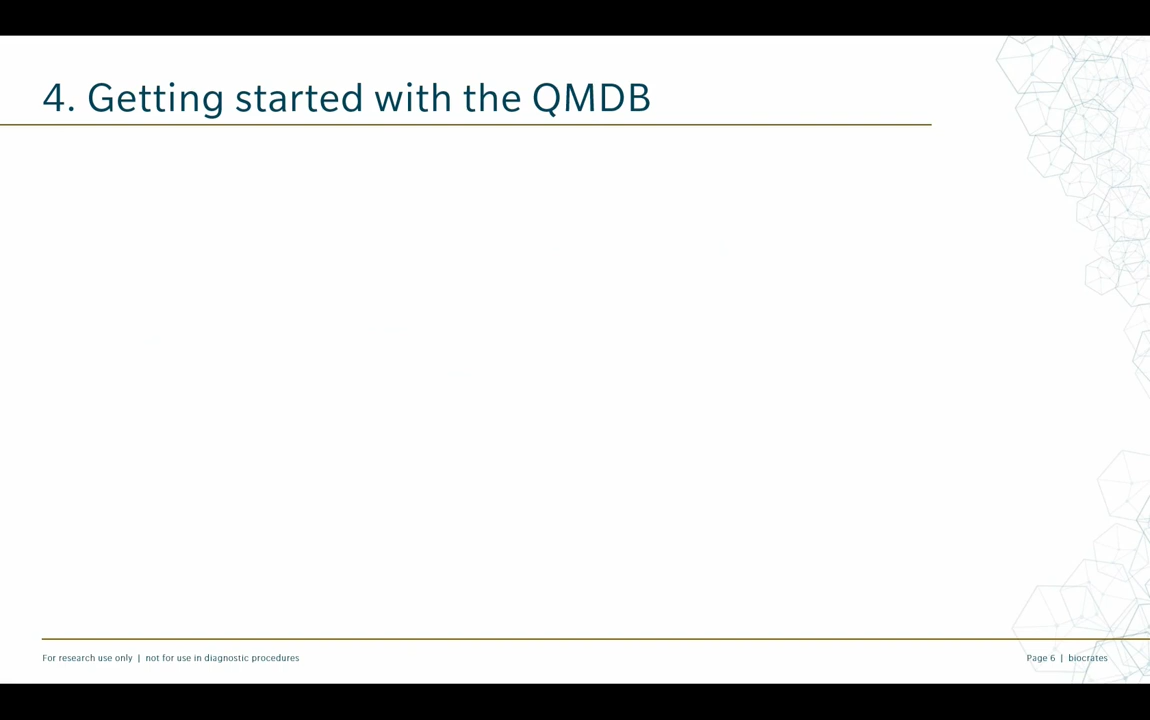 4. Getting started with the QMDB
For research use only | not for use in diagnostic procedures
Page 6 | biocrates